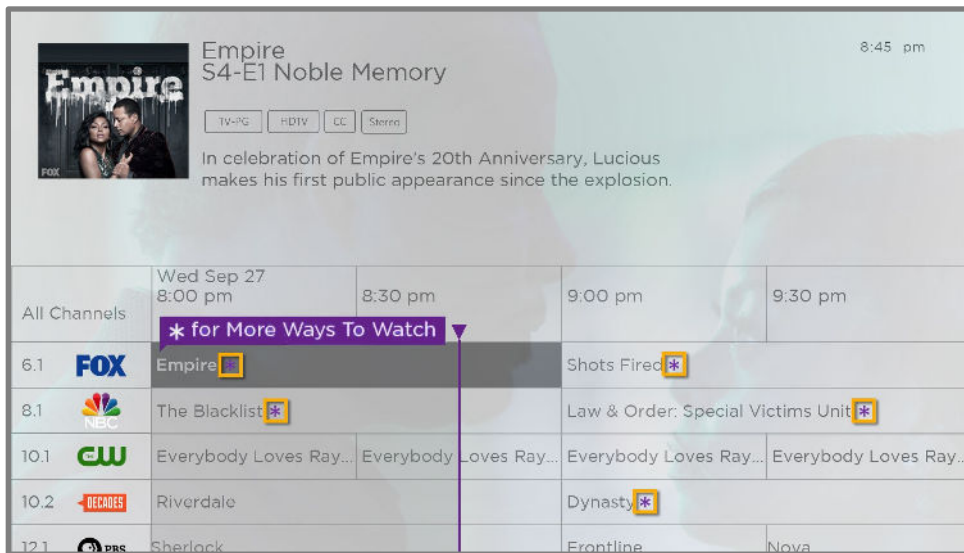 Empire
8:45 pm
S4-E1 Noble Memory
Empire
FOX
TV-PG HDTV CC Stereo
In celebration of Empire's 20th Anniversary, Lucious
makes his first public appearance since the explosion.
All Channels
Wed Sep 27
8:00 pm 8:30 pm 9:00 pm 9:30 pm
* for More Ways To Watch
6.1 FOX Empire * Shots Fired *
8.1 NBC The Blacklist * Law & Order: Special Victims Unit *
10.1 THE CW Everybody Loves Ray... Everybody Loves Ray... Everybody Loves Ray... Everybody Loves Ray...
10.2 DECADES Riverdale Dynasty *
12.1 PBS Sherlock Frontline Nova